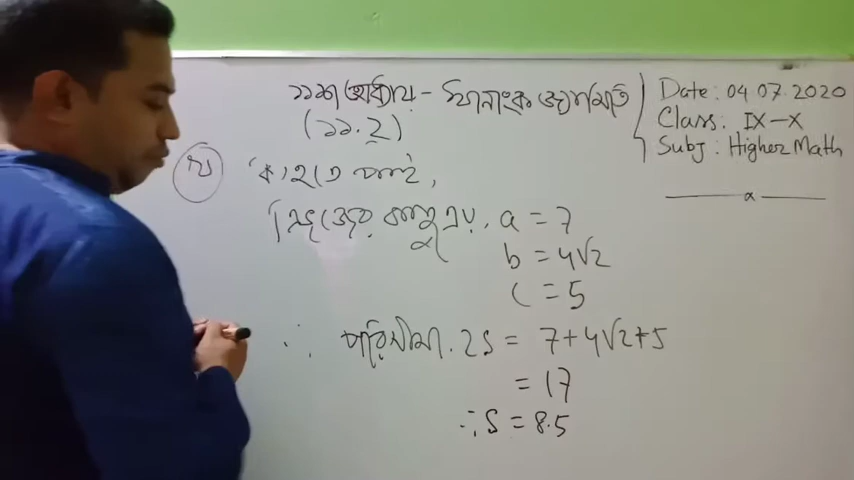 ১১শ অধ্যায় - স্থানাংক জ্যামিতি
(১১.২)
Date: 04.07.2020
Class: IX-X
Subj: Higher Math
x
খ 'ক' হতে পাই,
ত্রিভুজের বাহুত্রয়, a = 7
b = 4√2
c = 5
∴ পরিসীমা. 2S = 7+4√2+5
= 17
∴ S = 8.5